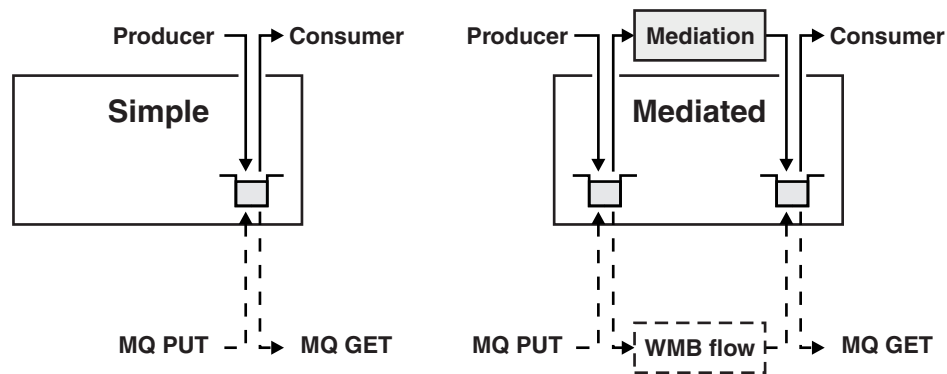 Producer
Consumer
Simple
MQ PUT
MQ GET
Producer
Mediation
Consumer
Mediated
MQ PUT
WMB flow
MQ GET